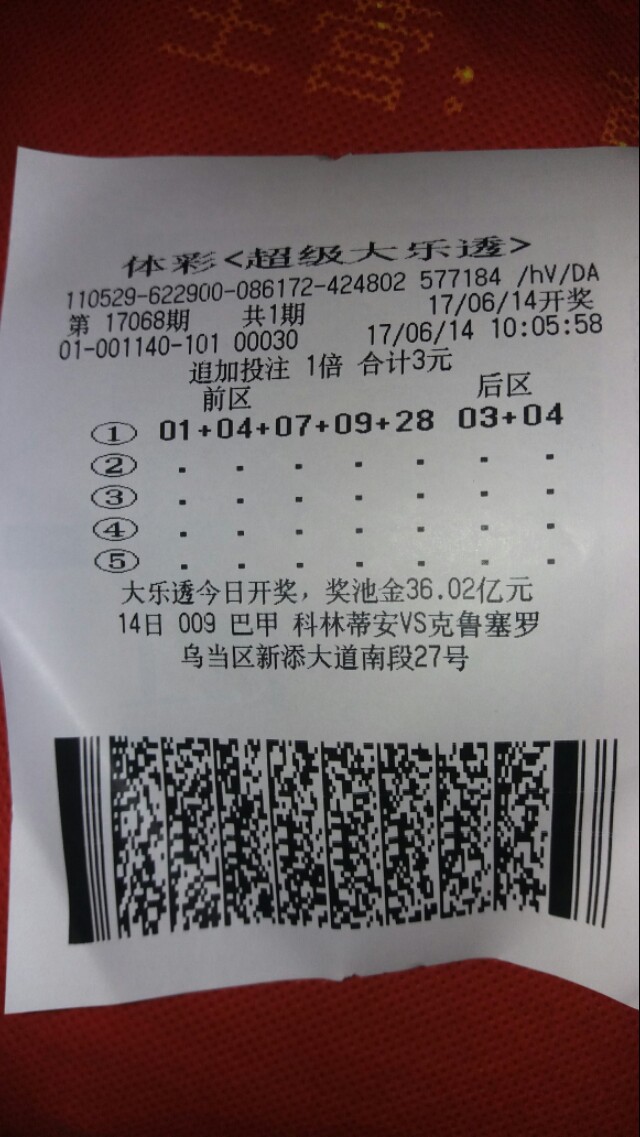 体彩<超级大乐透>
110529-622900-086172-424802 577184 /hV/DA
第 17068期 共1期 17/06/14开奖
01-001140-101 00030 17/06/14 10:05:58
追加投注 1倍 合计3元
前区 后区
① 01+04+07+09+28 03+04
②
③
④
⑤
大乐透今日开奖，奖池金36.02亿元
14日 009 巴甲 科林蒂安VS克鲁塞罗
乌当区新添大道南段27号